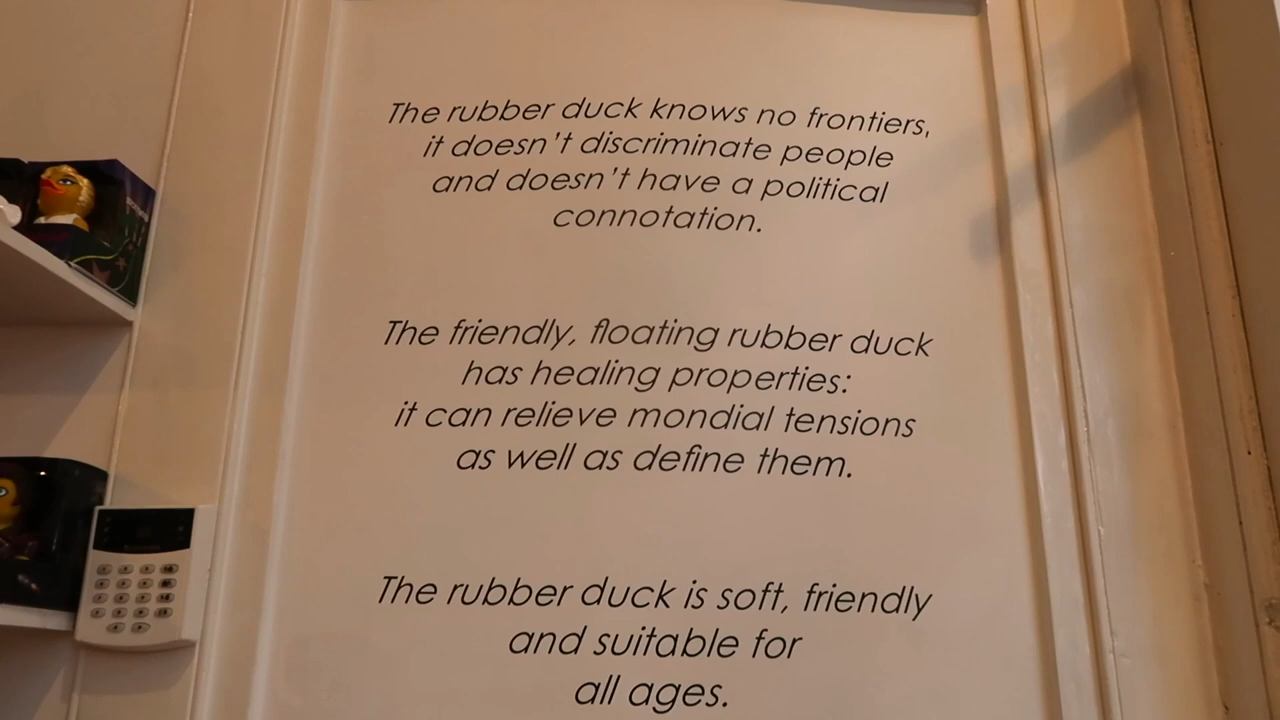 The rubber duck knows no frontiers,
it doesn't discriminate people
and doesn't have a political
connotation.
The friendly, floating rubber duck
has healing properties:
it can relieve mondial tensions
as well as define them.
The rubber duck is soft, friendly
and suitable for
all ages.